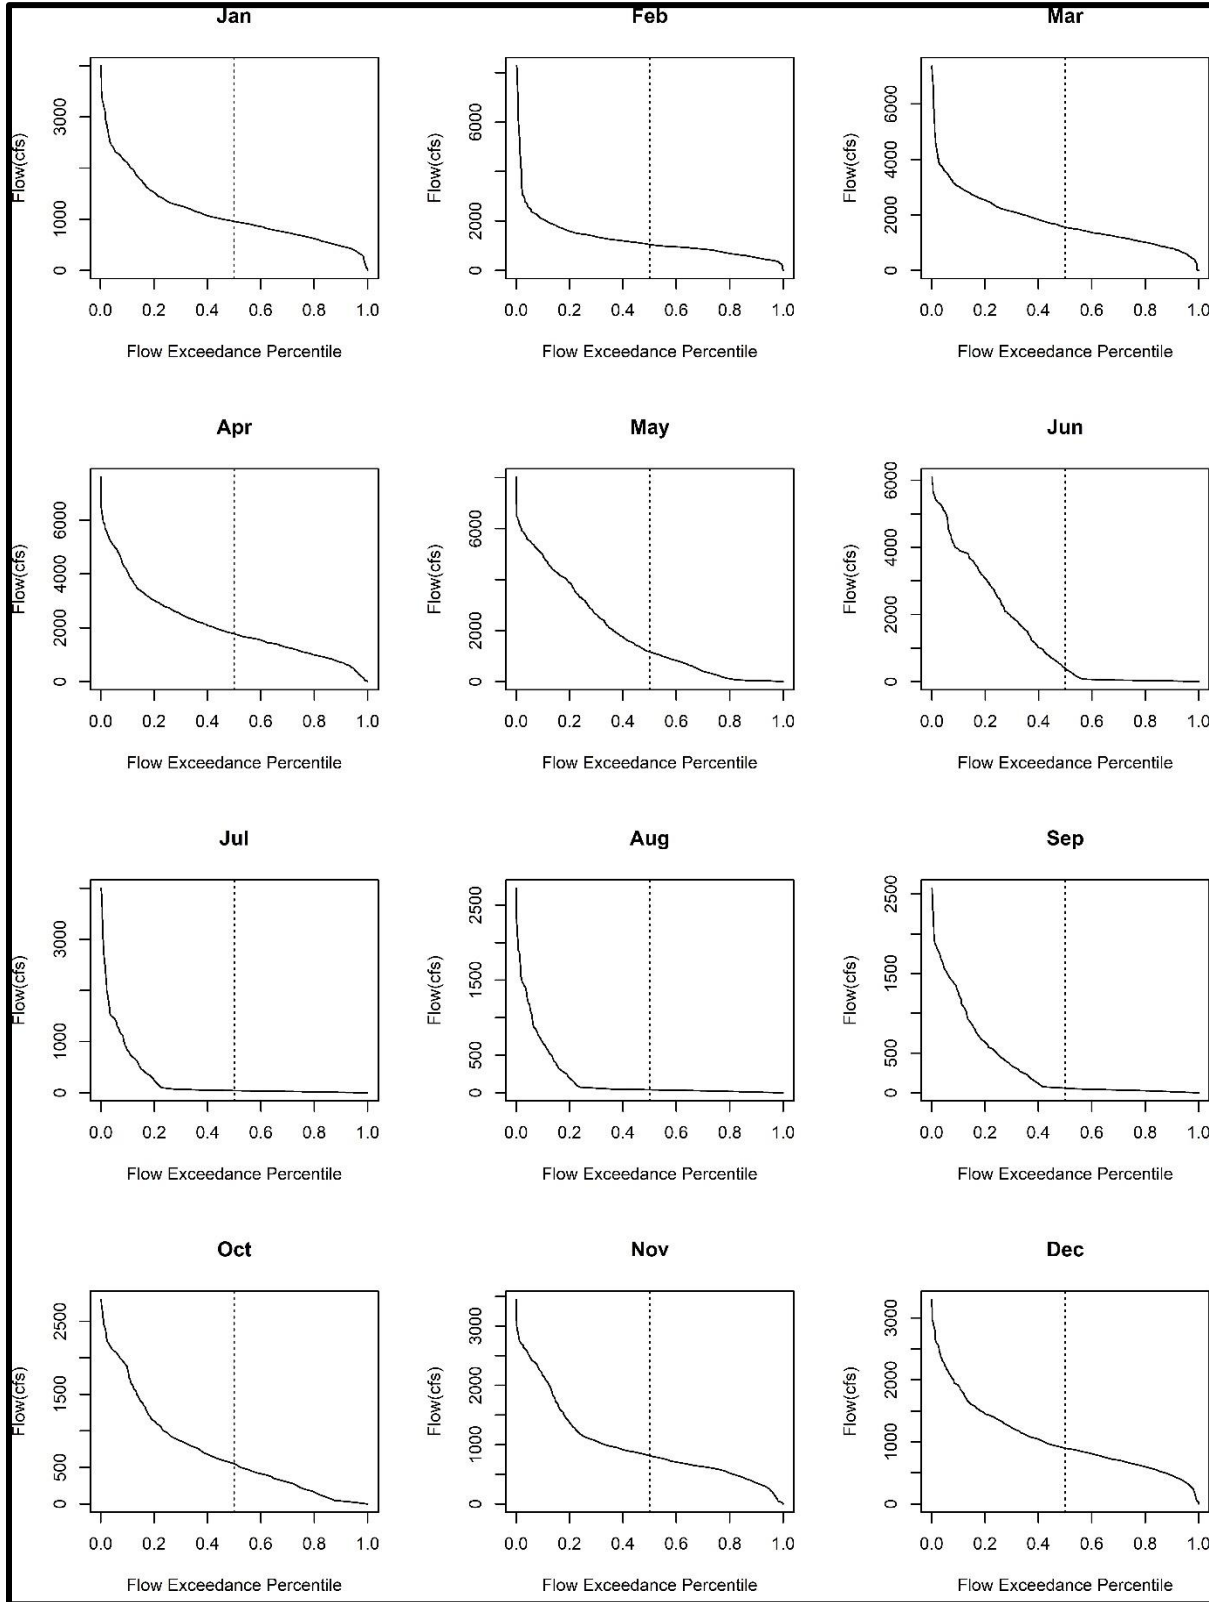 Jan
Flow(cfs)
0 1000 3000
0.0 0.2 0.4 0.6 0.8 1.0
Flow Exceedance Percentile
Feb
Flow(cfs)
0 2000 6000
0.0 0.2 0.4 0.6 0.8 1.0
Flow Exceedance Percentile
Mar
Flow(cfs)
0 2000 4000 6000
0.0 0.2 0.4 0.6 0.8 1.0
Flow Exceedance Percentile
Apr
Flow(cfs)
0 2000 4000 6000
0.0 0.2 0.4 0.6 0.8 1.0
Flow Exceedance Percentile
May
Flow(cfs)
0 2000 6000
0.0 0.2 0.4 0.6 0.8 1.0
Flow Exceedance Percentile
Jun
Flow(cfs)
0 2000 4000 6000
0.0 0.2 0.4 0.6 0.8 1.0
Flow Exceedance Percentile
Jul
Flow(cfs)
0 1000 3000
0.0 0.2 0.4 0.6 0.8 1.0
Flow Exceedance Percentile
Aug
Flow(cfs)
0 500 1500 2500
0.0 0.2 0.4 0.6 0.8 1.0
Flow Exceedance Percentile
Sep
Flow(cfs)
0 500 1500 2500
0.0 0.2 0.4 0.6 0.8 1.0
Flow Exceedance Percentile
Oct
Flow(cfs)
0 500 1500 2500
0.0 0.2 0.4 0.6 0.8 1.0
Flow Exceedance Percentile
Nov
Flow(cfs)
0 1000 2000 3000
0.0 0.2 0.4 0.6 0.8 1.0
Flow Exceedance Percentile
Dec
Flow(cfs)
0 1000 2000 3000
0.0 0.2 0.4 0.6 0.8 1.0
Flow Exceedance Percentile